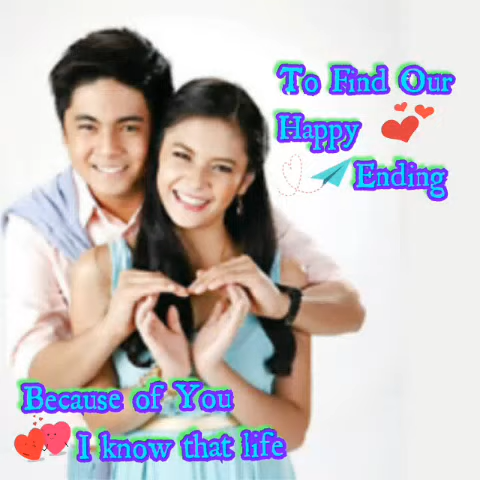 To Find Our
Happy
Ending
Because of You
I know that life